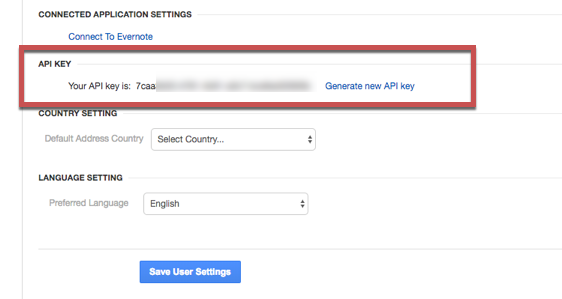 CONNECTED APPLICATION SETTINGS
Connect To Evernote
API KEY
Your API key is: 7caa Generate new API key
COUNTRY SETTING
Default Address Country Select Country...
LANGUAGE SETTING
Preferred Language English
Save User Settings